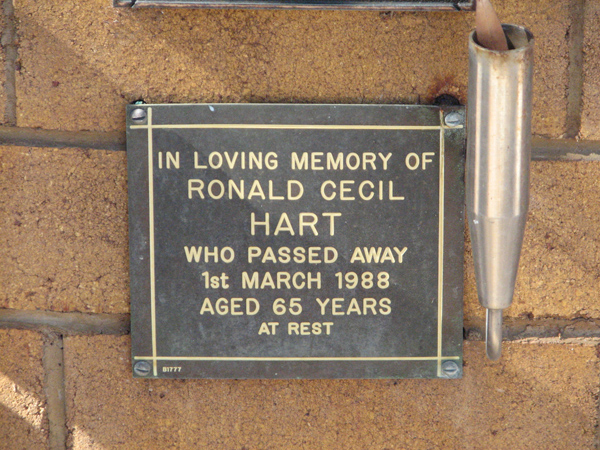 IN LOVING MEMORY OF
RONALD CECIL
HART
WHO PASSED AWAY
1st MARCH 1988
AGED 65 YEARS
AT REST
B1777